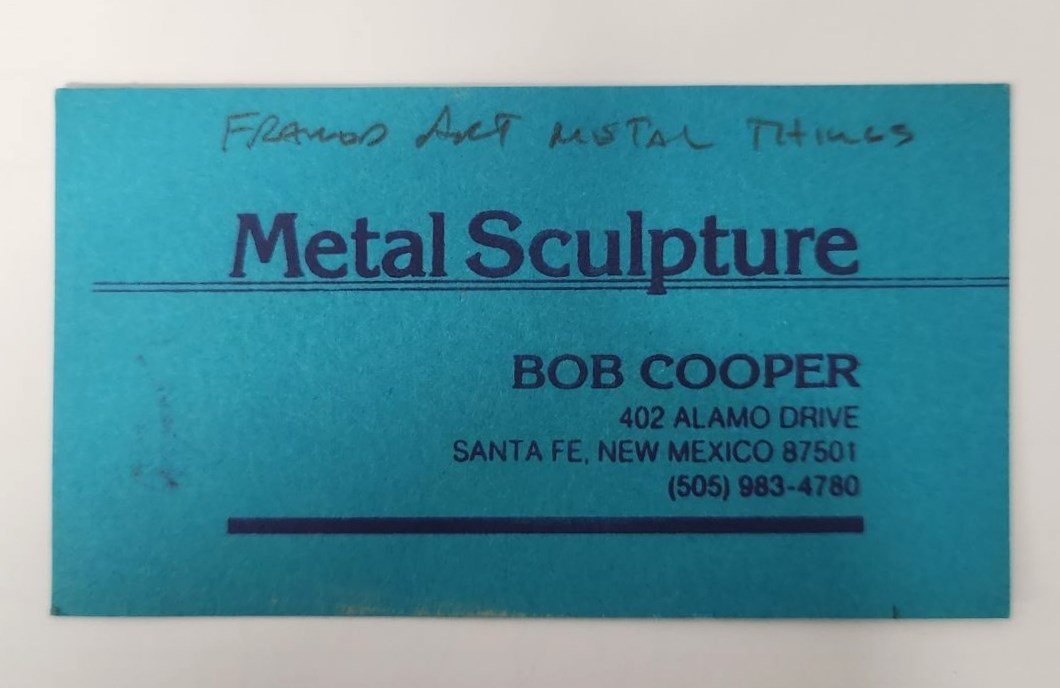 ART METAL THINGS
Metal Sculpture
BOB COOPER
402 ALAMO DRIVE
SANTA FE, NEW MEXICO 87501
(505) 983-4780